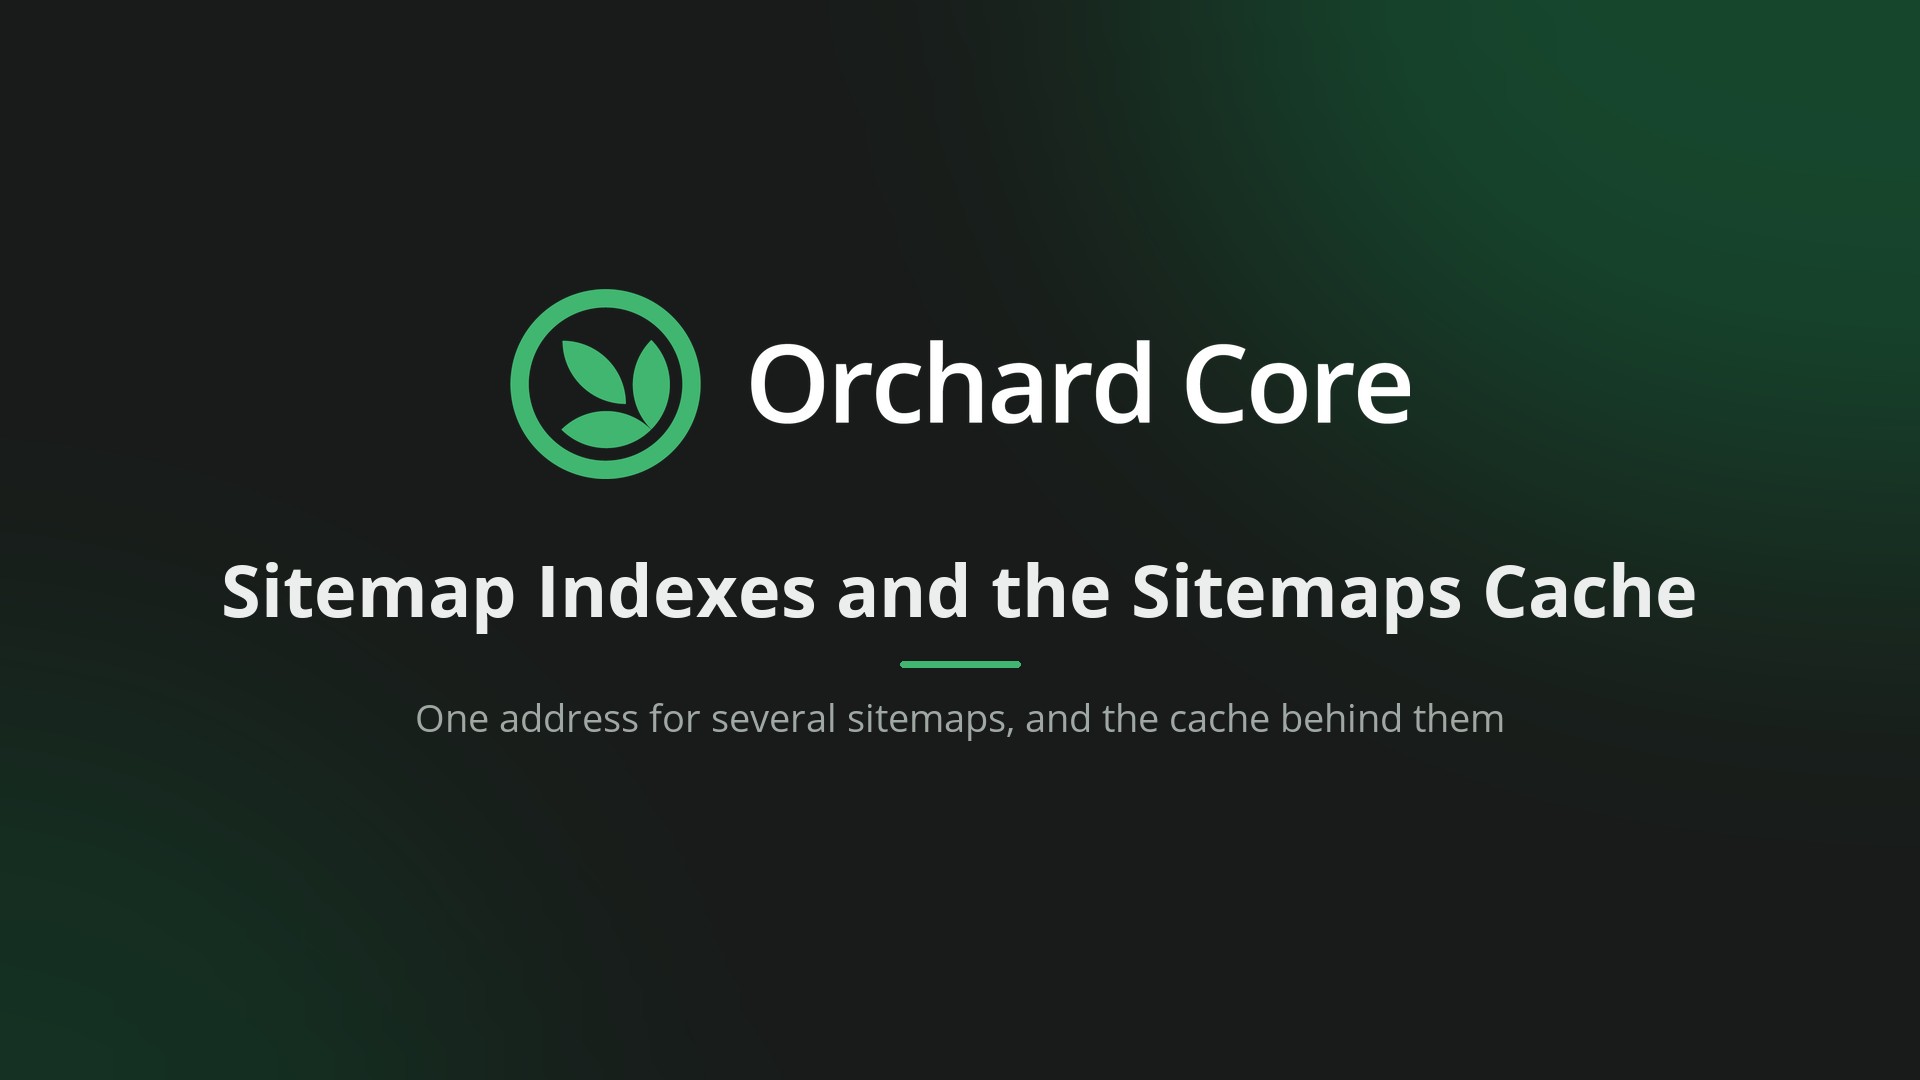 Orchard Core
Sitemap Indexes and the Sitemaps Cache
One address for several sitemaps, and the cache behind them